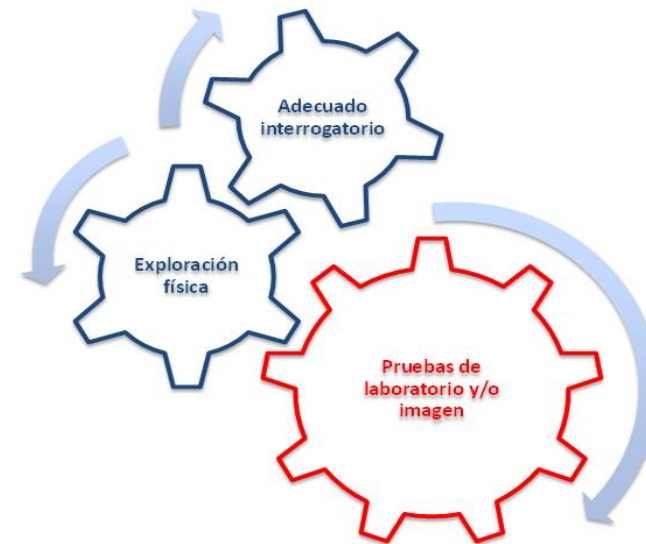 Adecuado
interrogatorio
Exploración
física
Pruebas de
laboratorio y/o
imagen